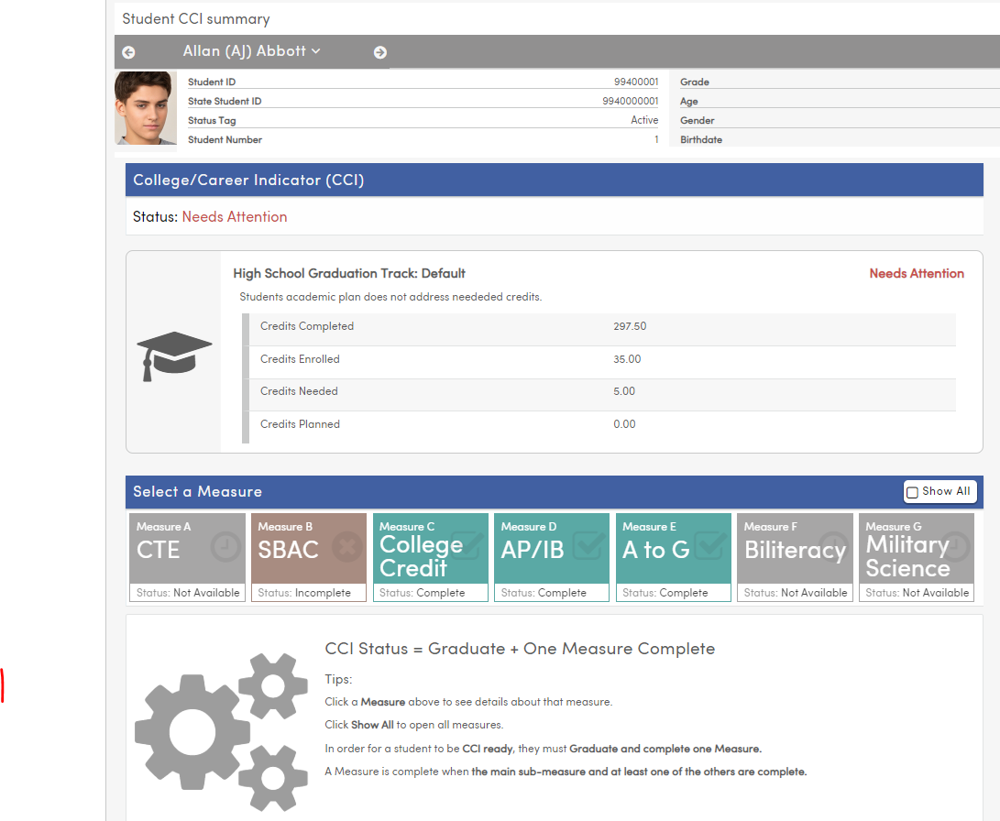 Student CCI summary
Allan (AJ) Abbott
Student ID 99400001 Grade
State Student ID 9940000001 Age
Status Tag Active Gender
Student Number 1 Birthdate
College/Career Indicator (CCI)
Status: Needs Attention
High School Graduation Track: Default Needs Attention
Students academic plan does not address neededed credits.
Credits Completed 297.50
Credits Enrolled 35.00
Credits Needed 5.00
Credits Planned 0.00
Select a Measure Show All
Measure A
CTE
Status: Not Available
Measure B
SBAC
Status: Incomplete
Measure C
College
Credit
Status: Complete
Measure D
AP/IB
Status: Complete
Measure E
A to G
Status: Complete
Measure F
Biliteracy
Status: Not Available
Measure G
Military
Science
Status: Not Available
CCI Status = Graduate + One Measure Complete
Tips:
Click a Measure above to see details about that measure.
Click Show All to open all measures.
In order for a student to be CCI ready, they must Graduate and complete one Measure.
A Measure is complete when the main sub-measure and at least one of the others are complete.